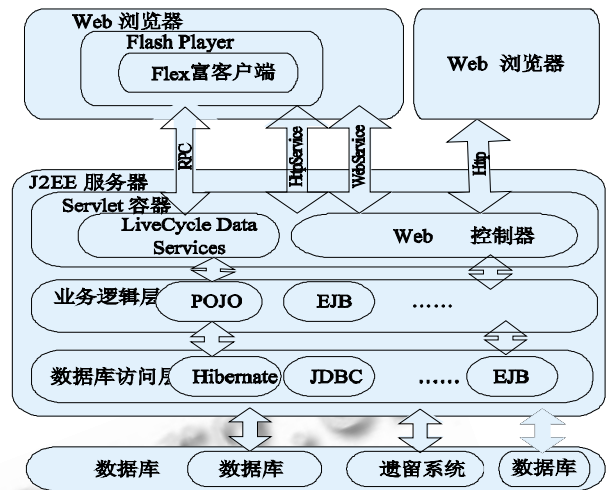 Web 浏览器
Flash Player
Flex富客户端
Web 浏览器
RPC
HttpService
WebService
Http
J2EE 服务器
Servlet 容器
LiveCycle Data
Services
Web 控制器
业务逻辑层
POJO
EJB
……
数据库访问层
Hibernate
JDBC
……
EJB
数据库
数据库
遗留系统
数据库